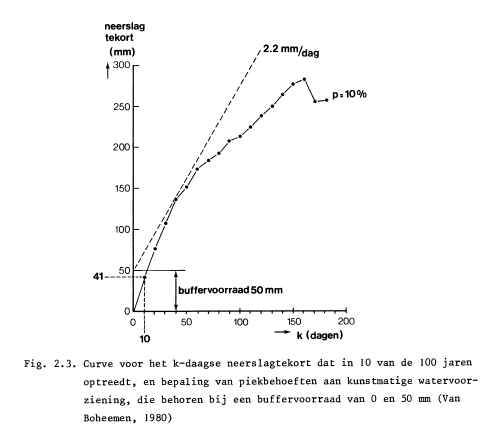 neerslag
tekort
(mm)
2.2 mm/dag
300
p=10%
250
200
150
100
50
41
buffervoorraad 50 mm
0
0
50
100
150
200
10
k (dagen)
Fig. 2.3. Curve voor het k-daagse neerslagtekort dat in 10 van de 100 jaren
optreedt, en bepaling van piekbehoeften aan kunstmatige watervoor-
ziening, die behoren bij een buffervoorraad van 0 en 50 mm (Van
Boheemen, 1980)